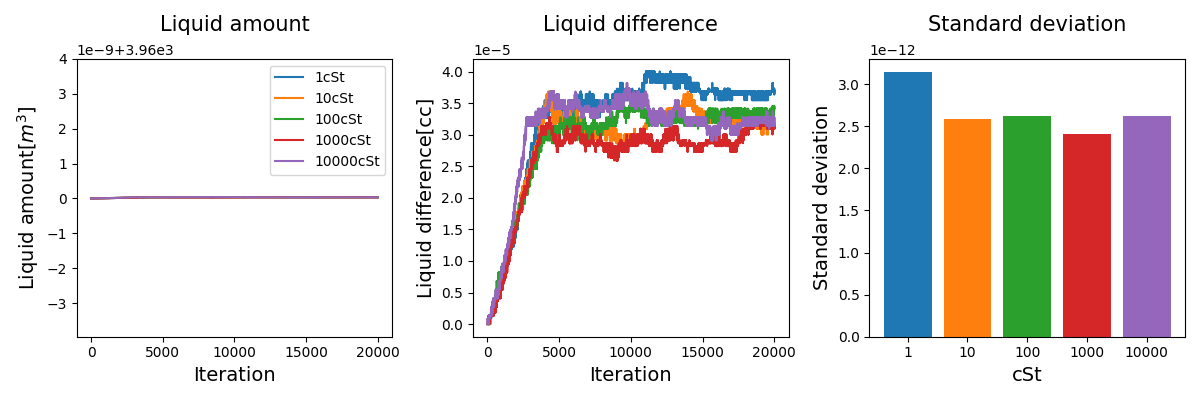 Liquid amount
1e−9+3.96e3
4
3
2
1
0
−1
−2
−3
Liquid amount[m³]
0 5000 10000 15000 20000
Iteration
1cSt
10cSt
100cSt
1000cSt
10000cSt
Liquid difference
1e−5
4.0
3.5
3.0
2.5
2.0
1.5
1.0
0.5
0.0
Liquid difference[cc]
0 5000 10000 15000 20000
Iteration
Standard deviation
1e−12
3.0
2.5
2.0
1.5
1.0
0.5
0.0
Standard deviation
1 10 100 1000 10000
cSt